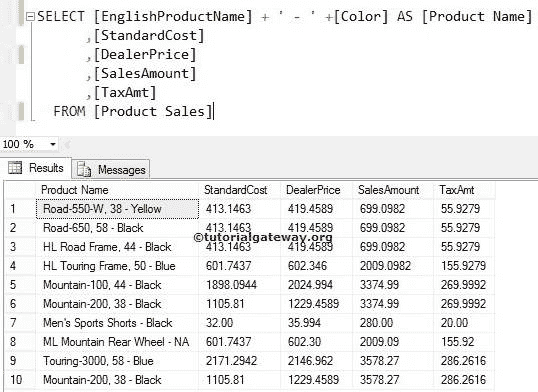 SELECT [EnglishProductName] + ' - ' +[Color] AS [Product Name]
,[StandardCost]
,[DealerPrice]
,[SalesAmount]
,[TaxAmt]
FROM [Product Sales]
100 %
Results Messages
Product Name StandardCost DealerPrice SalesAmount TaxAmt
1 Road-550-W, 38 - Yellow 413.1463 419.4589 699.0982 55.9279
2 Road-650, 58 - Black 413.1463 419.4589 699.0982 55.9279
©tutorialgateway.org
3 HL Road Frame, 44 - Black 413.1463 419.4589 699.0982 55.9279
4 HL Touring Frame, 50 - Blue 601.7437 602.346 2009.0982 155.9279
5 Mountain-100, 44 - Black 1898.0944 2024.994 3374.99 269.9992
6 Mountain-200, 38 - Black 1105.81 1229.4589 3374.99 269.9992
7 Men's Sports Shorts - Black 32.00 35.994 280.00 20.00
8 ML Mountain Rear Wheel - NA 601.7437 602.30 2009.09 155.92
9 Touring-3000, 58 - Blue 2171.2942 2146.962 3578.27 286.2616
10 Mountain-200, 38 - Black 1105.81 1229.4589 3578.27 286.2616